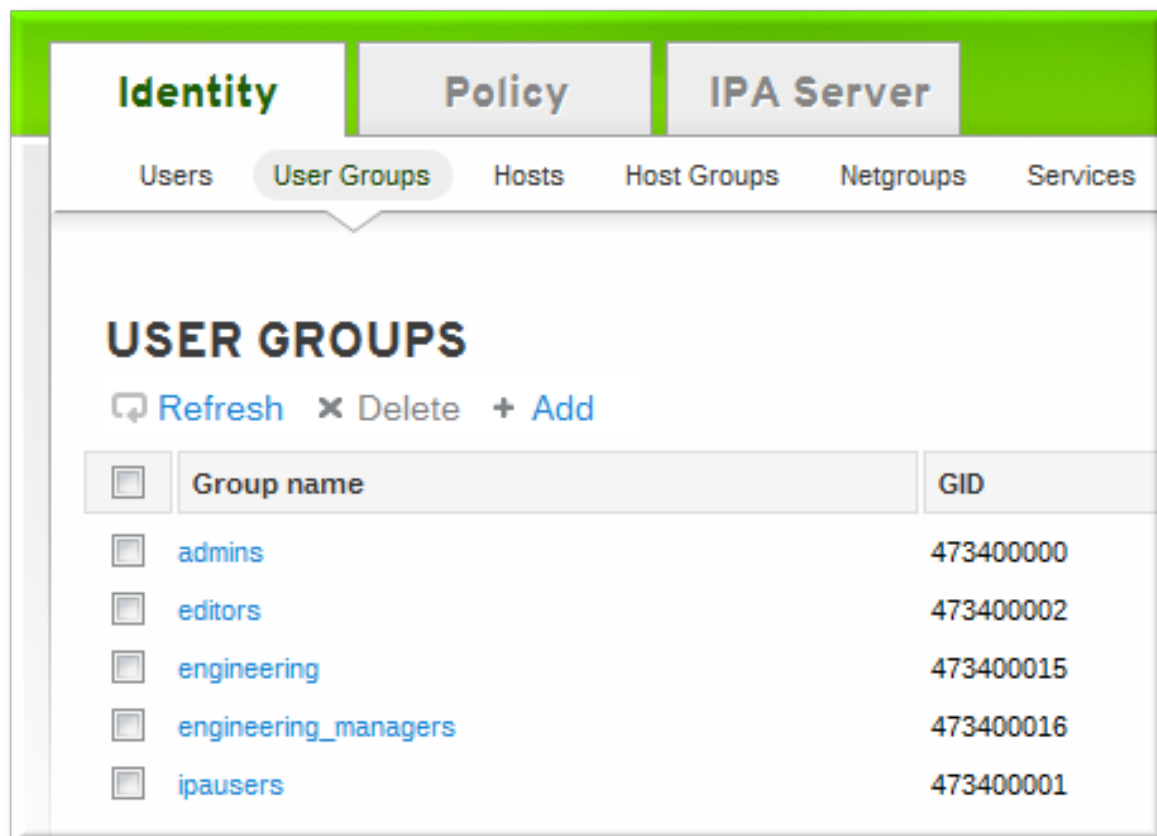 Identity Policy IPA Server
Users User Groups Hosts Host Groups Netgroups Services
USER GROUPS
Refresh Delete + Add
Group name GID
admins 473400000
editors 473400002
engineering 473400015
engineering_managers 473400016
ipausers 473400001